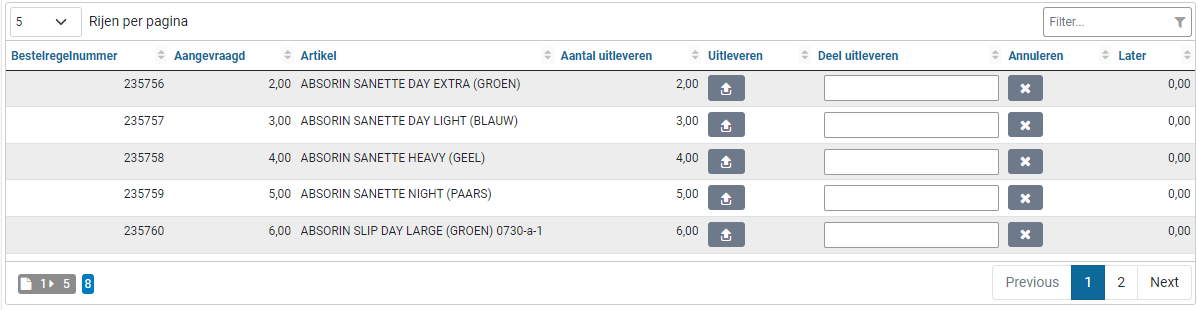 5 Rijen per pagina Filter...
Bestelregelnummer Aangevraagd Artikel Aantal uitleveren Uitleveren Deel uitleveren Annuleren Later
235756 2,00 ABSORIN SANETTE DAY EXTRA (GROEN) 2,00 0,00
235757 3,00 ABSORIN SANETTE DAY LIGHT (BLAUW) 3,00 0,00
235758 4,00 ABSORIN SANETTE HEAVY (GEEL) 4,00 0,00
235759 5,00 ABSORIN SANETTE NIGHT (PAARS) 5,00 0,00
235760 6,00 ABSORIN SLIP DAY LARGE (GROEN) 0730-a-1 6,00 0,00
1 5 8 Previous 1 2 Next